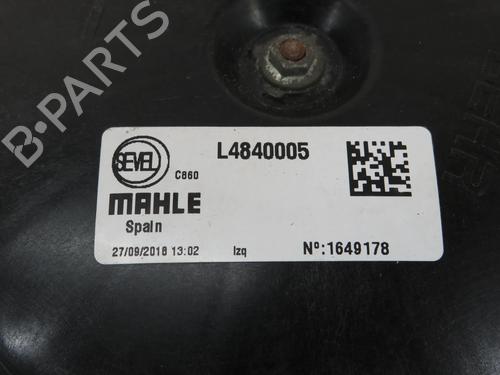 B-PARTS
SEVEL
C860
L4840005
MAHLE
Spain
27/09/2018 13:02
Izq
Nº:1649178